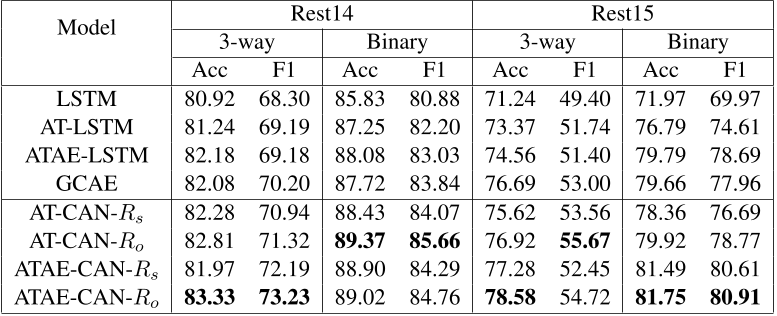 Model Rest14 Rest15
3-way Binary 3-way Binary
Acc F1 Acc F1 Acc F1 Acc F1
LSTM 80.92 68.30 85.83 80.88 71.24 49.40 71.97 69.97
AT-LSTM 81.24 69.19 87.25 82.20 73.37 51.74 76.79 74.61
ATAE-LSTM 82.18 69.18 88.08 83.03 74.56 51.40 79.79 78.69
GCAE 82.08 70.20 87.72 83.84 76.69 53.00 79.66 77.96
AT-CAN-Rs 82.28 70.94 88.43 84.07 75.62 53.56 78.36 76.69
AT-CAN-Ro 82.81 71.32 89.37 85.66 76.92 55.67 79.92 78.77
ATAE-CAN-Rs 81.97 72.19 88.90 84.29 77.28 52.45 81.49 80.61
ATAE-CAN-Ro 83.33 73.23 89.02 84.76 78.58 54.72 81.75 80.91